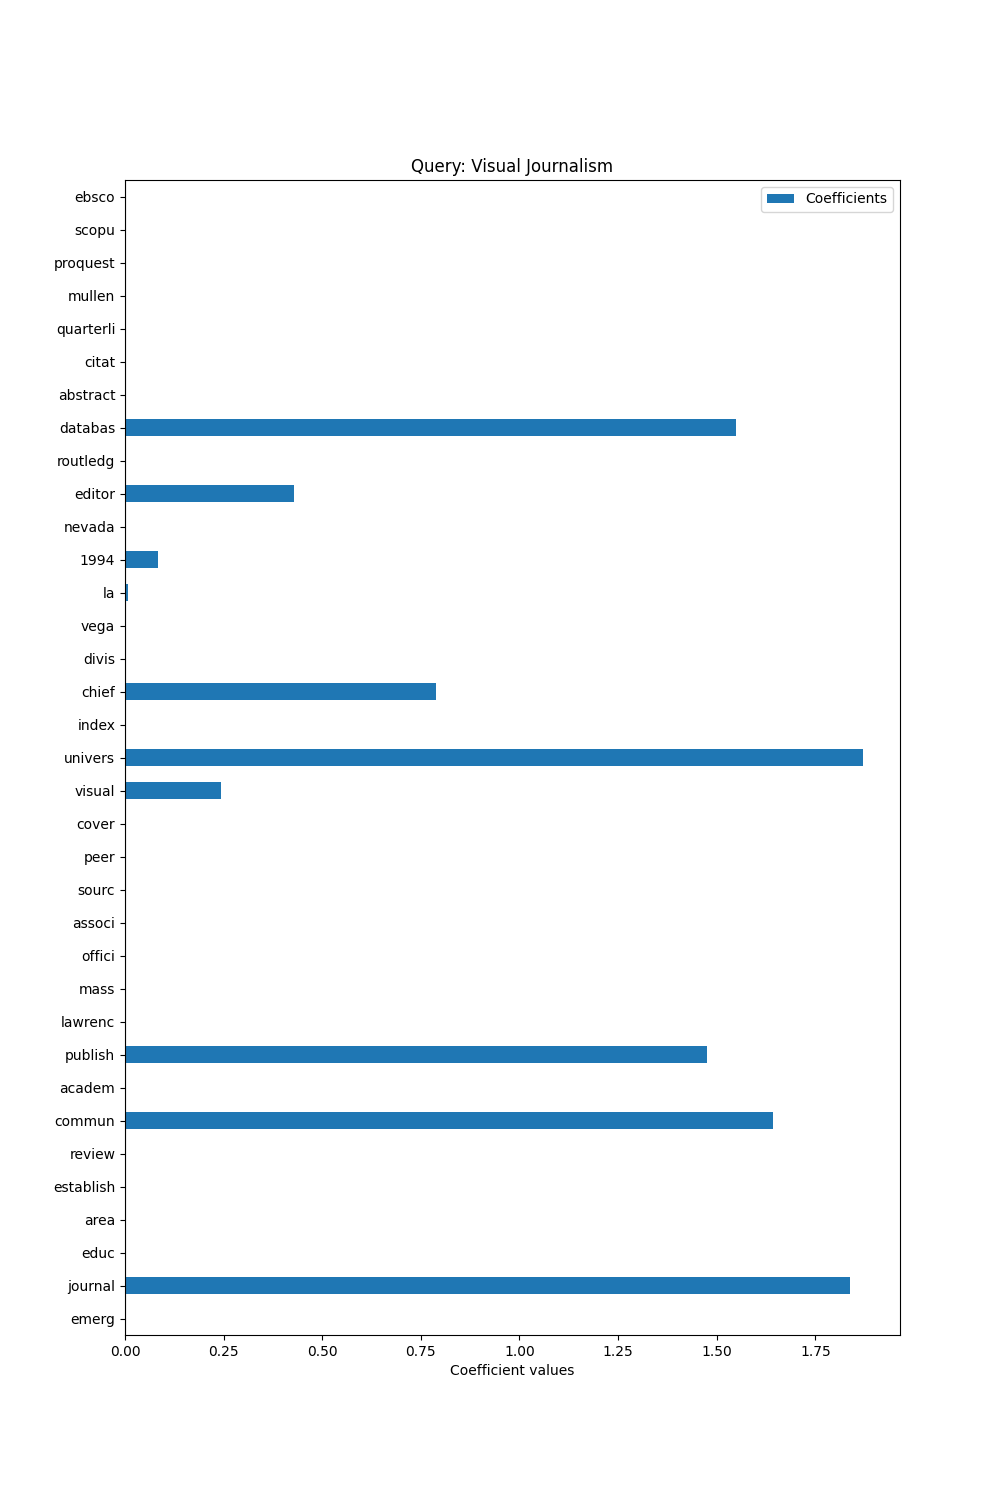 Query: Visual Journalism
Coefficients
ebsco
scopu
proquest
mullen
quarterli
citat
abstract
databas
routledg
editor
nevada
1994
la
vega
divis
chief
index
univers
visual
cover
peer
sourc
associ
offici
mass
lawrenc
publish
academ
commun
review
establish
area
educ
journal
emerg
0.00 0.25 0.50 0.75 1.00 1.25 1.50 1.75
Coefficient values